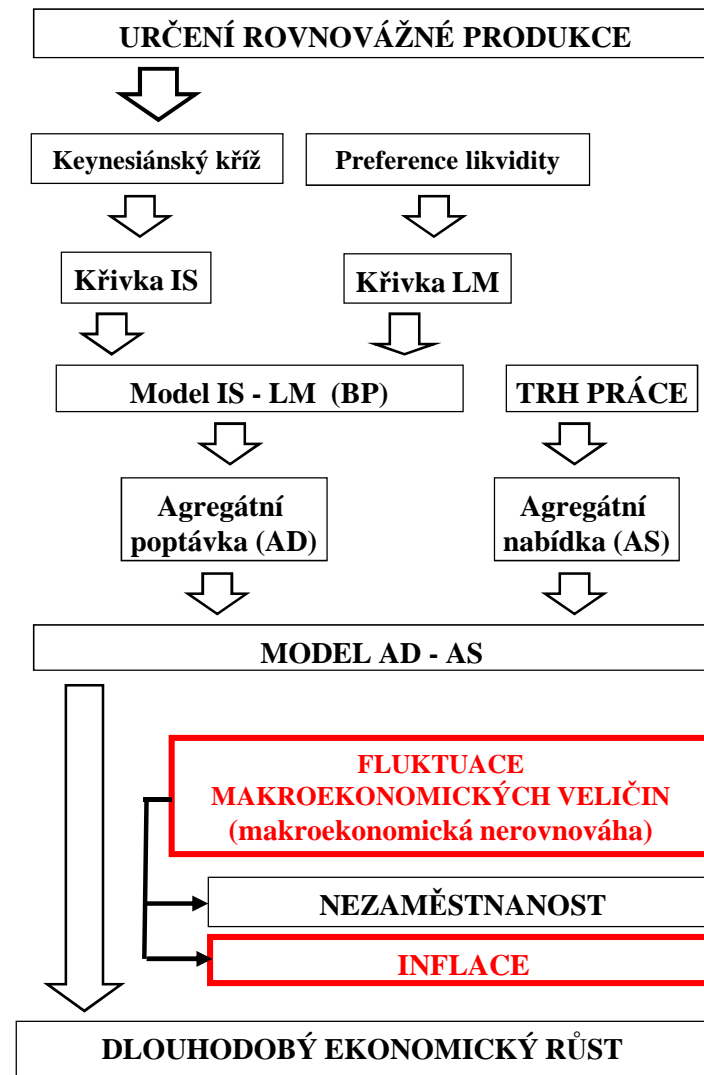 URČENÍ ROVNOVÁŽNÉ PRODUKCE
Keynesiánský kříž
Preference likvidity
Křivka IS
Křivka LM
Model IS - LM (BP)
TRH PRÁCE
Agregátní
poptávka (AD)
Agregátní
nabídka (AS)
MODEL AD - AS
FLUKTUACE
MAKROEKONOMICKÝCH VELIČIN
(makroekonomická nerovnováha)
NEZAMĚSTNANOST
INFLACE
DLOUHODOBÝ EKONOMICKÝ RŮST